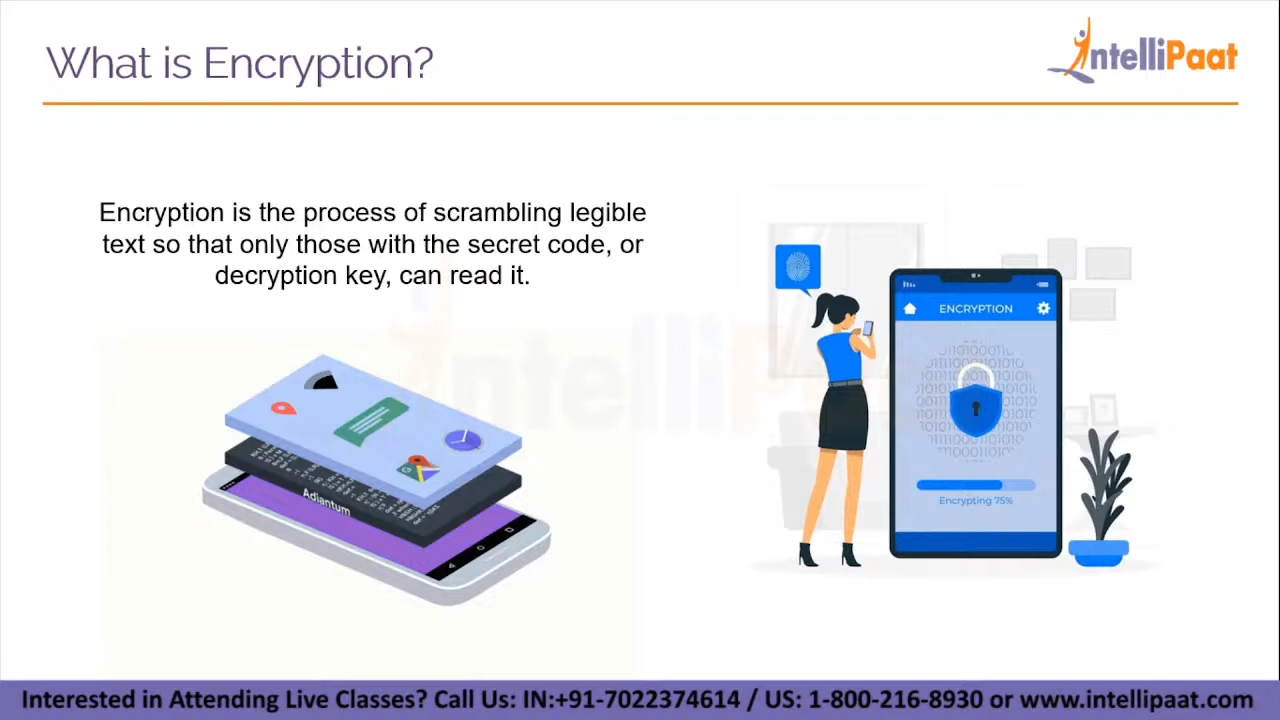 What is Encryption?
IntelliPaat
Encryption is the process of scrambling legible
text so that only those with the secret code, or
decryption key, can read it.
IntelliPaat
Adiantum
ENCRYPTION
Encrypting 75%
Interested in Attending Live Classes? Call Us: IN:+91-7022374614 / US: 1-800-216-8930 or www.intellipaat.com